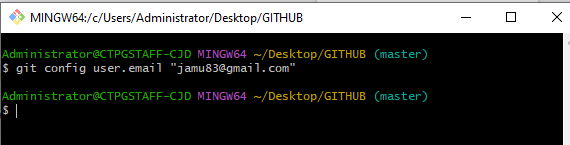 MINGW64:/c/Users/Administrator/Desktop/GITHUB
Administrator@CTPGSTAFF-CJD MINGW64 ~/Desktop/GITHUB (master)
$ git config user.email "jamu83@gmail.com"
Administrator@CTPGSTAFF-CJD MINGW64 ~/Desktop/GITHUB (master)
$